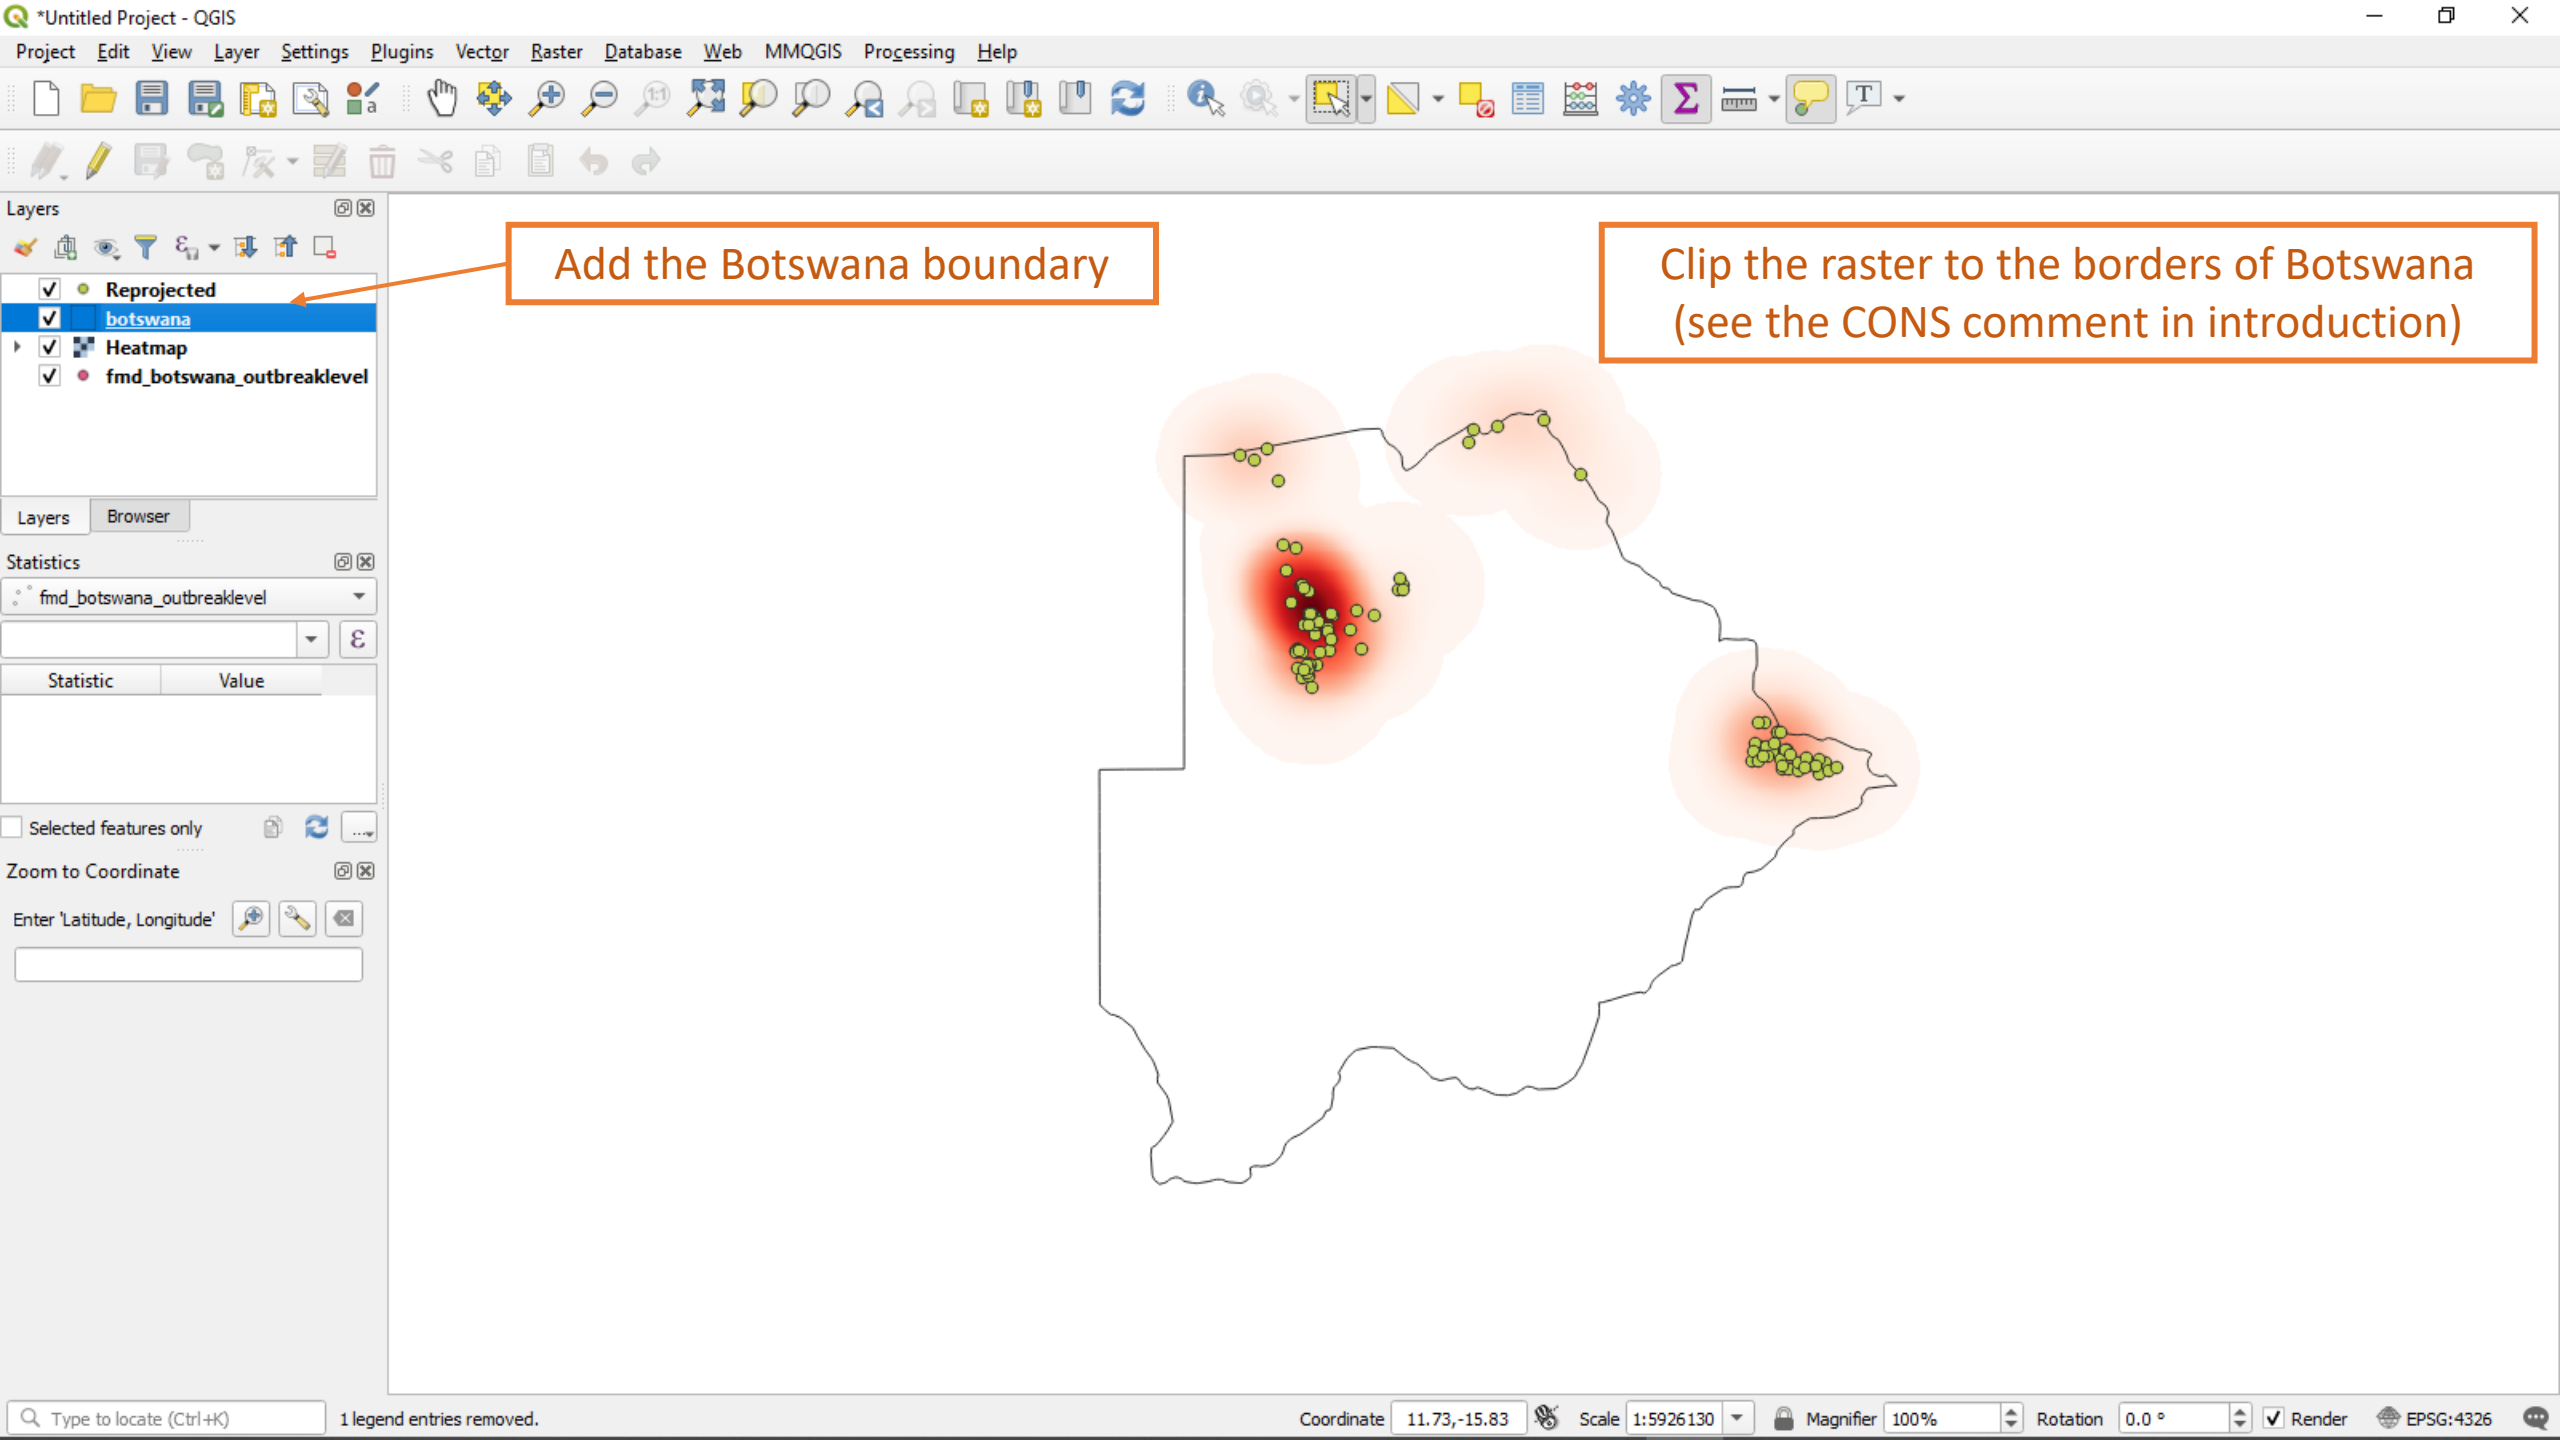 *Untitled Project - QGIS
Project Edit View Layer Settings Plugins Vector Raster Database Web MMQGIS Processing Help
Layers
Reprojected
botswana
Heatmap
fmd_botswana_outbreaklevel
Layers Browser
Statistics
fmd_botswana_outbreaklevel
ε
Statistic Value
Selected features only
...
Zoom to Coordinate
Enter 'Latitude, Longitude'
Add the Botswana boundary
Clip the raster to the borders of Botswana
(see the CONS comment in introduction)
Type to locate (Ctrl+K) 1 legend entries removed. Coordinate 11.73,-15.83 Scale 1:5926130 Magnifier 100% Rotation 0.0 ° Render EPSG:4326